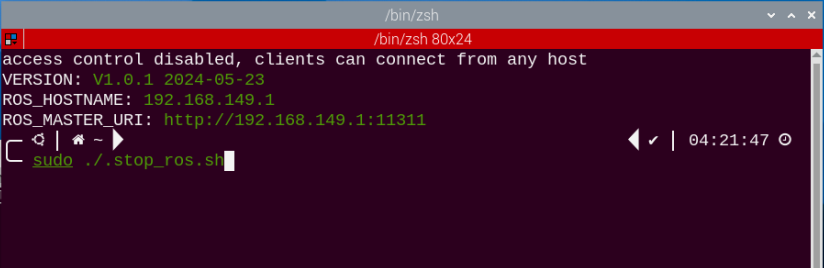 /bin/zsh
/bin/zsh 80x24
access control disabled, clients can connect from any host
VERSION: V1.0.1 2024-05-23
ROS_HOSTNAME: 192.168.149.1
ROS_MASTER_URI: http://192.168.149.1:11311
~ ✔ 04:21:47
sudo ./.stop_ros.sh